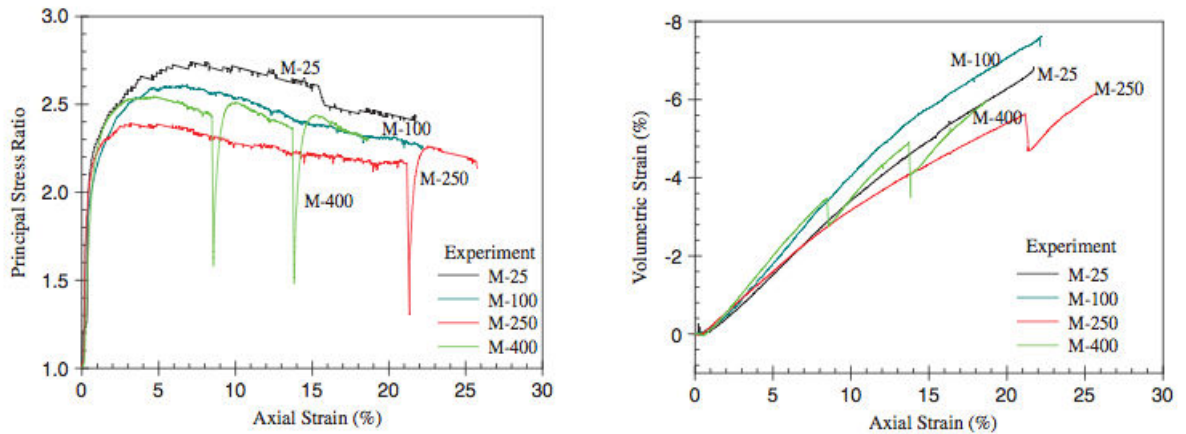 3.0
2.5
2.0
1.5
1.0
Principal Stress Ratio
M-25
M-100
M-250
M-400
Experiment
M-25
M-100
M-250
M-400
0 5 10 15 20 25 30
Axial Strain (%)
-8
-6
-4
-2
0
Volumetric Strain (%)
M-100
M-25
M-250
M-400
Experiment
M-25
M-100
M-250
M-400
0 5 10 15 20 25 30
Axial Strain (%)